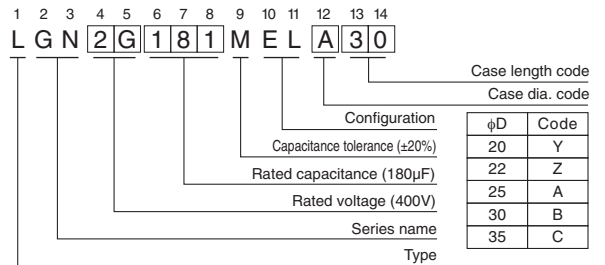 1 2 3 4 5 6 7 8 9 10 11 12 13 14
L G N 2 G 1 8 1 M E L A 3 0
Case length code
Case dia. code
Configuration
Capacitance tolerance (±20%)
Rated capacitance (180µF)
Rated voltage (400V)
Series name
Type
φD Code
20 Y
22 Z
25 A
30 B
35 C